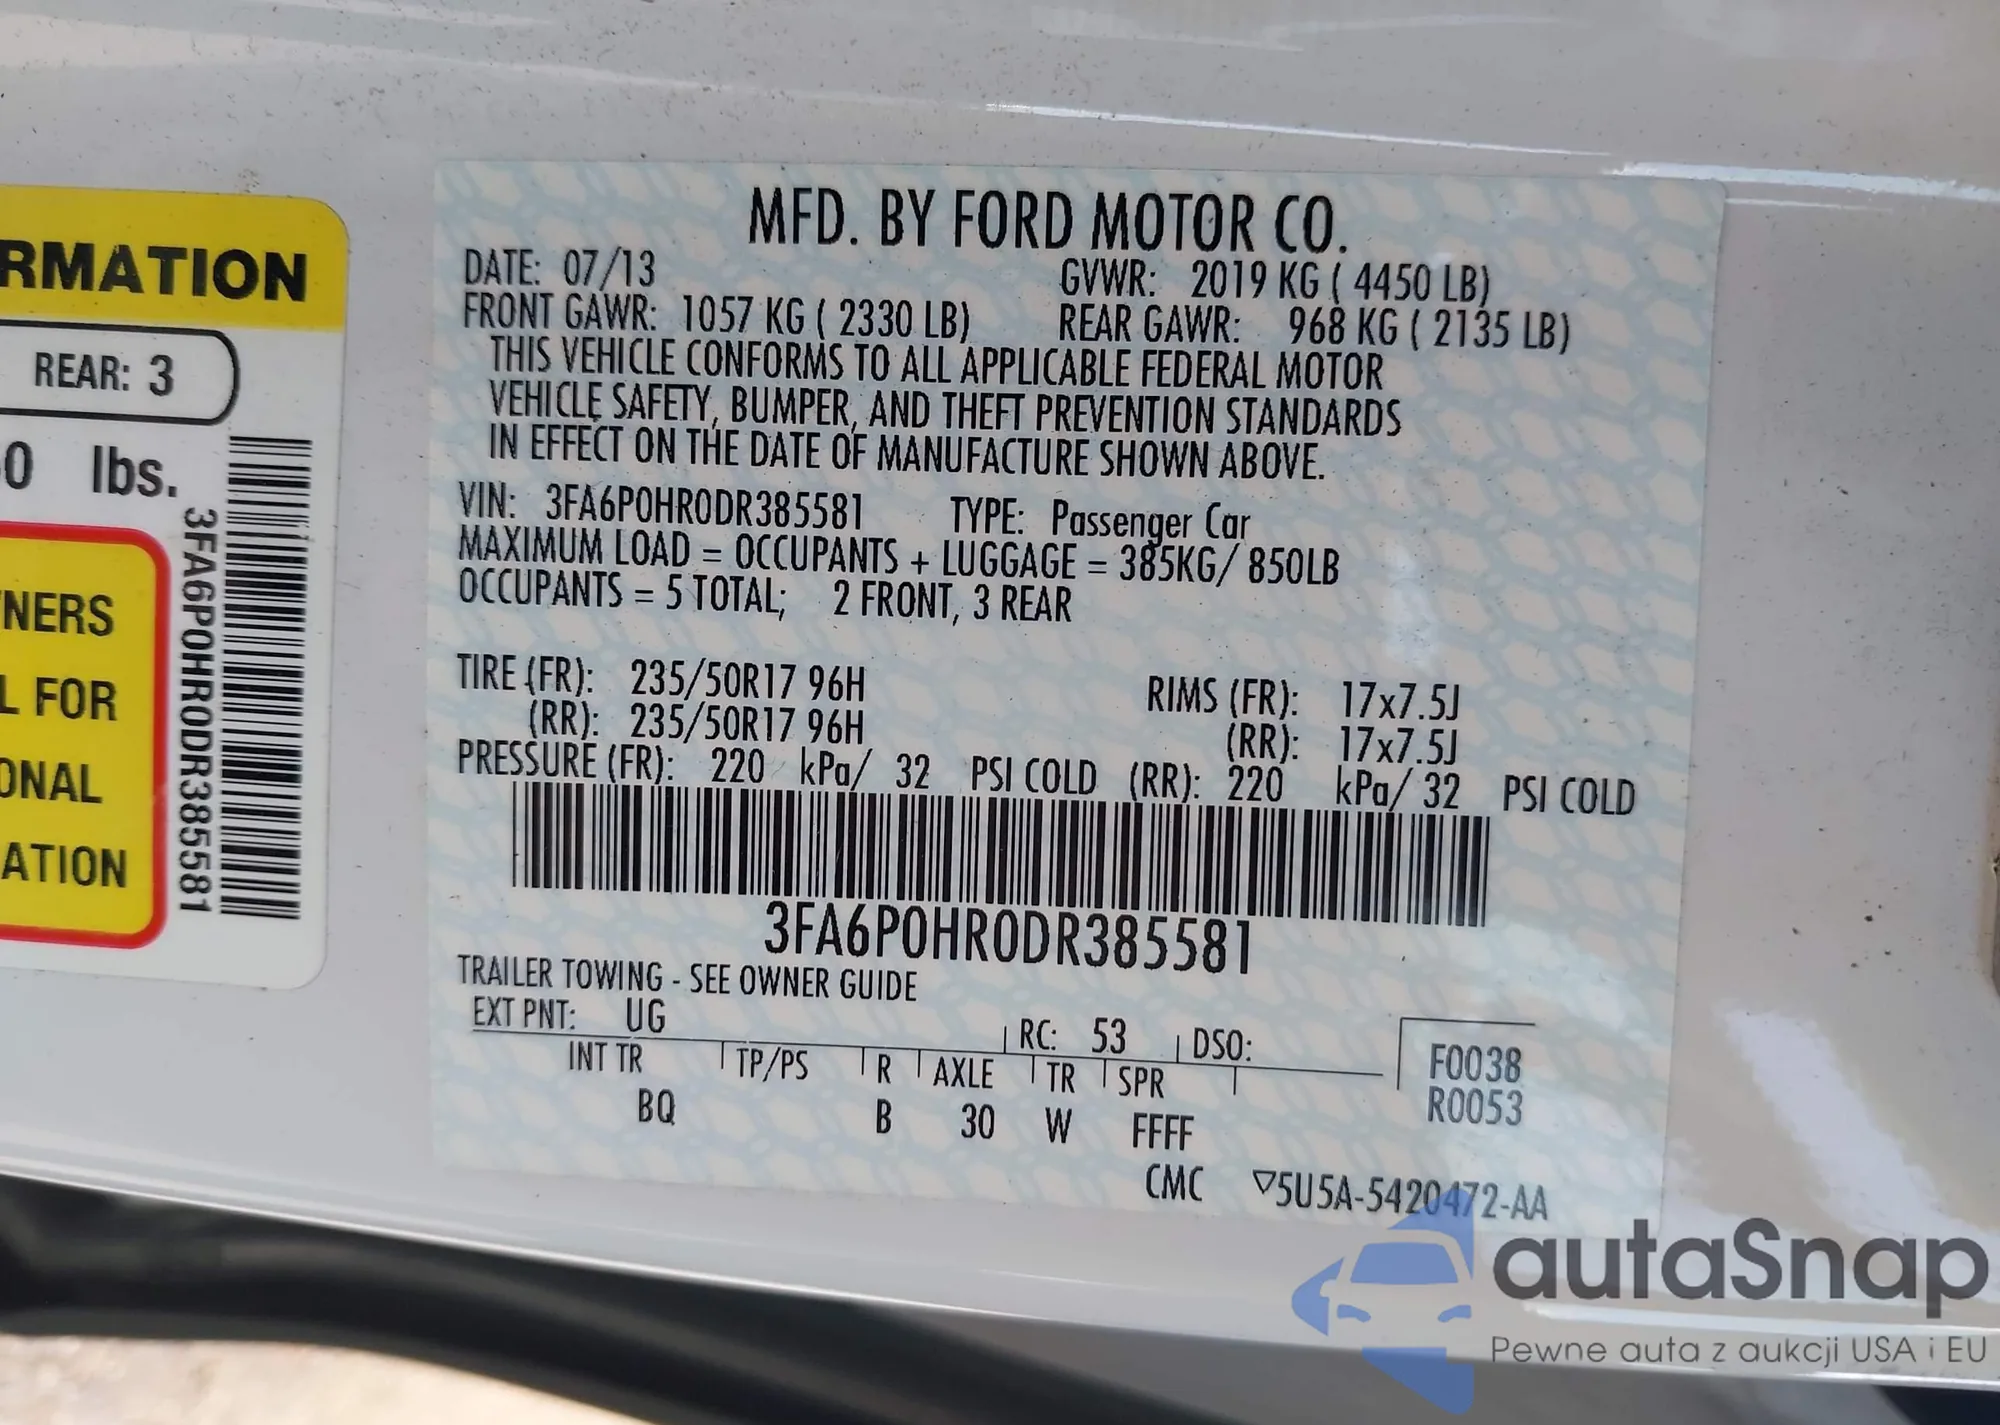 RMATION
REAR: 3
0 lbs.
3FA6P0HR0DR385581
NERS
L FOR
ONAL
ATION
MFD. BY FORD MOTOR CO.
DATE: 07/13 GVWR: 2019 KG ( 4450 LB)
FRONT GAWR: 1057 KG ( 2330 LB) REAR GAWR: 968 KG ( 2135 LB)
THIS VEHICLE CONFORMS TO ALL APPLICABLE FEDERAL MOTOR
VEHICLE SAFETY, BUMPER, AND THEFT PREVENTION STANDARDS
IN EFFECT ON THE DATE OF MANUFACTURE SHOWN ABOVE.
VIN: 3FA6P0HR0DR385581 TYPE: Passenger Car
MAXIMUM LOAD = OCCUPANTS + LUGGAGE = 385KG/ 850LB
OCCUPANTS = 5 TOTAL; 2 FRONT, 3 REAR
TIRE (FR): 235/50R17 96H RIMS (FR): 17x7.5J
(RR): 235/50R17 96H (RR): 17x7.5J
PRESSURE (FR): 220 kPa/ 32 PSI COLD (RR): 220 kPa/ 32 PSI COLD
3FA6P0HR0DR385581
TRAILER TOWING - SEE OWNER GUIDE
EXT PNT: UG RC: 53 DSO:
INT TR TP/PS R AXLE TR SPR
BQ B 30 W FFFF
F0038
R0053
CMC ▽5U5A-5420472-AA
autaSnap
Pewne auta z aukcji USA i EU